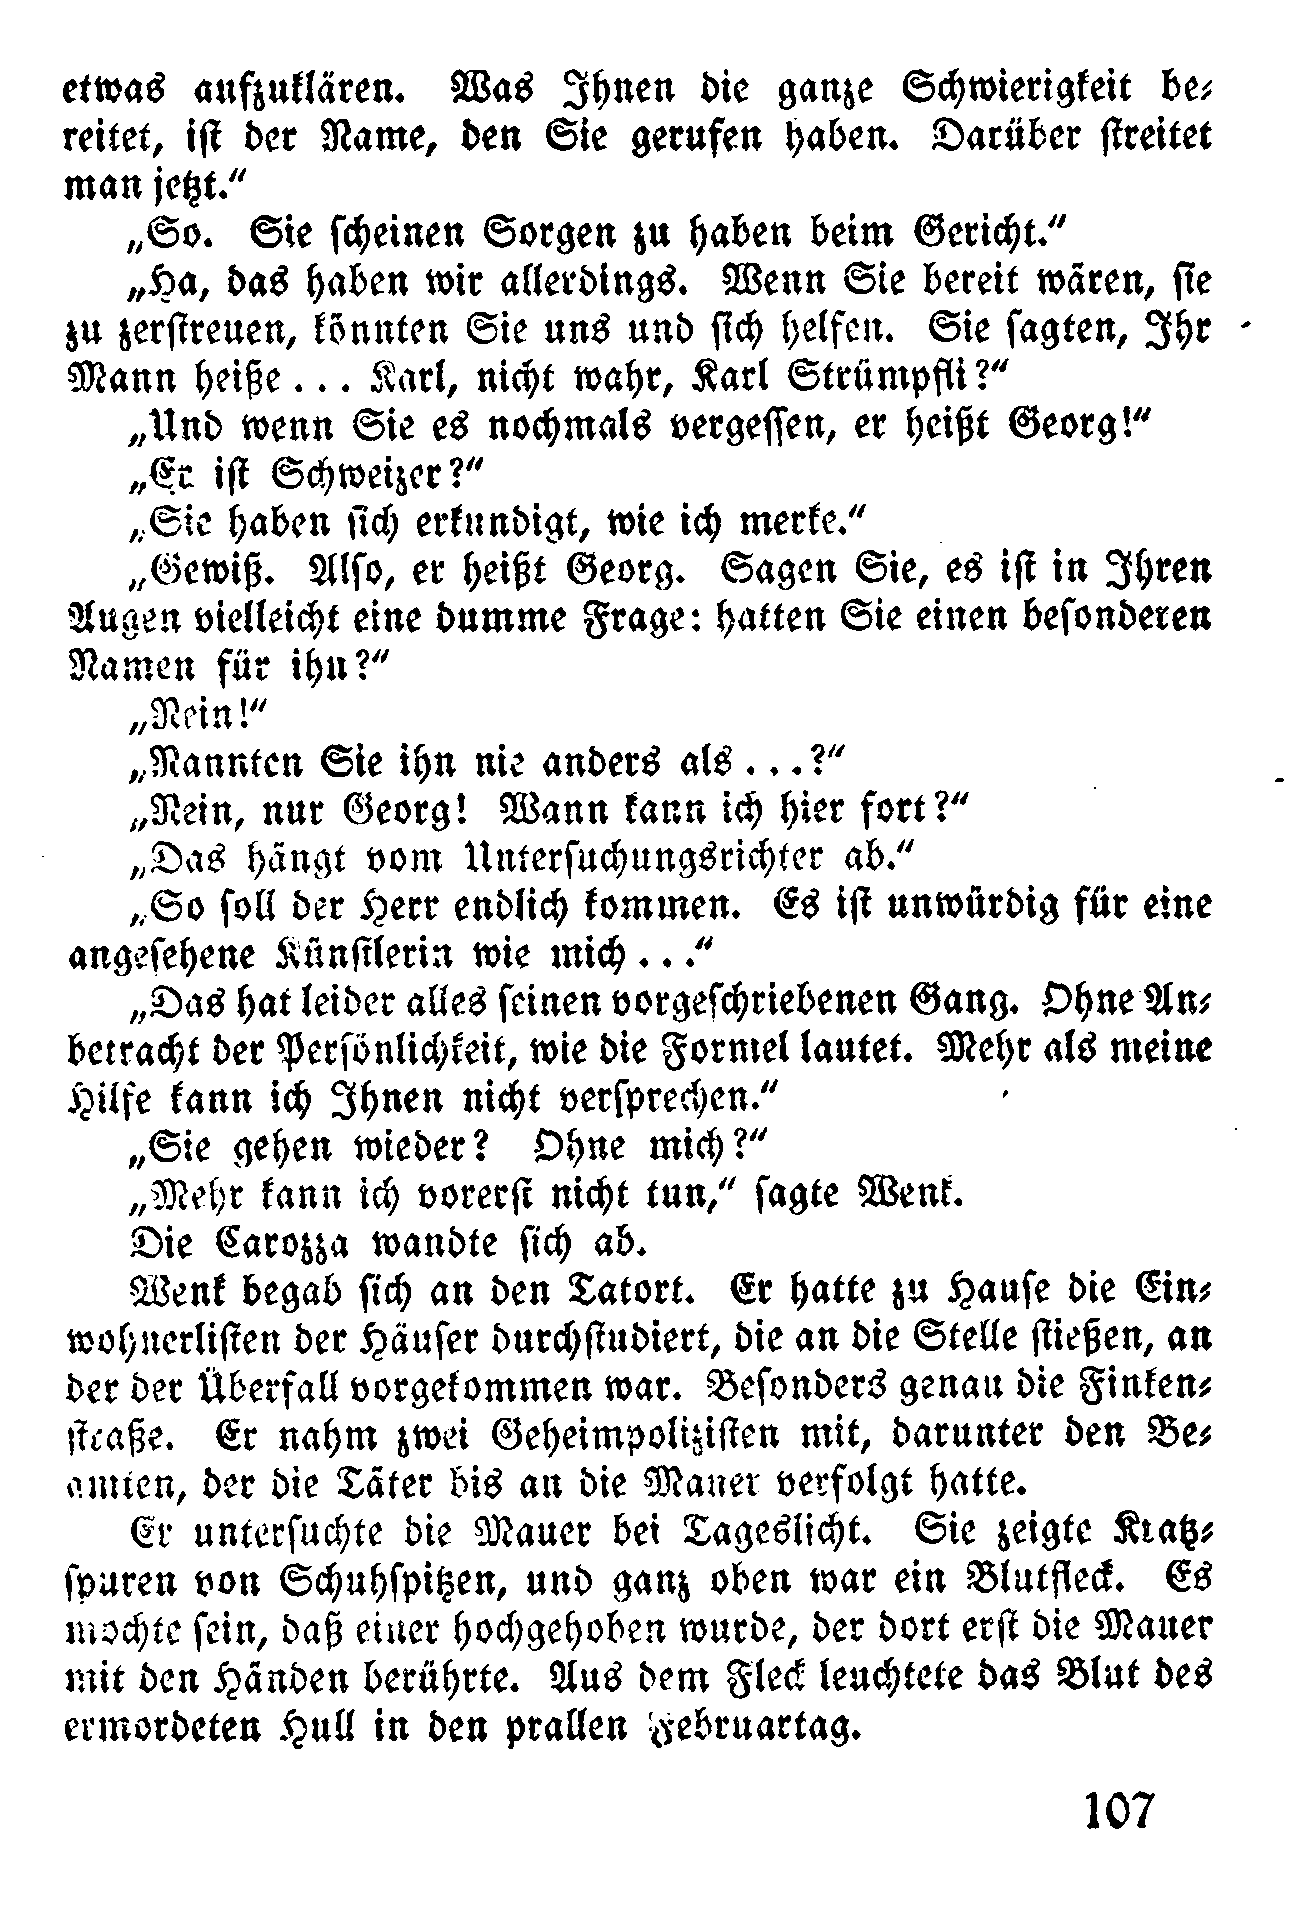 etwas aufzuklären. Was Ihnen die ganze Schwierigkeit be-
reitet, ist der Name, den Sie gerufen haben. Darüber streitet
man jetzt.“
„So. Sie scheinen Sorgen zu haben beim Gericht.“
„Ha, das haben wir allerdings. Wenn Sie bereit wären, sie
zu zerstreuen, könnten Sie uns und sich helfen. Sie sagten, Ihr
Mann heiße ... Karl, nicht wahr, Karl Strümpfli?“
„Und wenn Sie es nochmals vergessen, er heißt Georg!“
„Er ist Schweizer?“
„Sie haben sich erkundigt, wie ich merke.“
„Gewiß. Also, er heißt Georg. Sagen Sie, es ist in Ihren
Augen vielleicht eine dumme Frage: hatten Sie einen besonderen
Namen für ihn?“
„Nein!“
„Nannten Sie ihn nie anders als ...?“
„Nein, nur Georg! Wann kann ich hier fort?“
„Das hängt vom Untersuchungsrichter ab.“
„So soll der Herr endlich kommen. Es ist unwürdig für eine
angesehene Künstlerin wie mich ...“
„Das hat leider alles seinen vorgeschriebenen Gang. Ohne An-
betracht der Persönlichkeit, wie die Formel lautet. Mehr als meine
Hilfe kann ich Ihnen nicht versprechen.“
„Sie gehen wieder? Ohne mich?“
„Mehr kann ich vorerst nicht tun,“ sagte Wenk.
Die Carozza wandte sich ab.
Wenk begab sich an den Tatort. Er hatte zu Hause die Ein-
wohnerlisten der Häuser durchstudiert, die an die Stelle stießen, an
der der Überfall vorgekommen war. Besonders genau die Finken-
straße. Er nahm zwei Geheimpolizisten mit, darunter den Be-
amten, der die Täter bis an die Mauer verfolgt hatte.
Er untersuchte die Mauer bei Tageslicht. Sie zeigte Kratz-
spuren von Schuhspitzen, und ganz oben war ein Blutfleck. Es
mochte sein, daß einer hochgehoben wurde, der dort erst die Mauer
mit den Händen berührte. Aus dem Fleck leuchtete das Blut des
ermordeten Hull in den prallen Februartag.
107